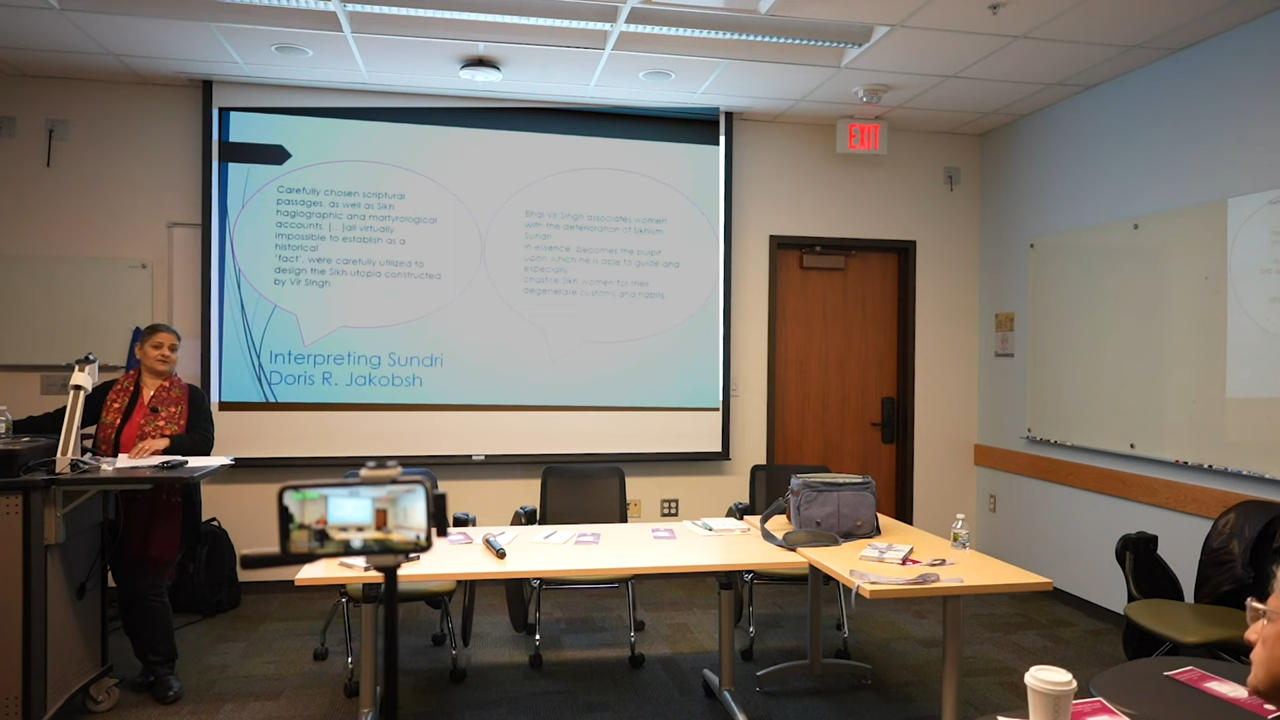 EXIT
Carefully chosen scriptural
passages, as well as Sikh
hagiographic and martyrological
accounts, [...]all virtually
impossible to establish as a
historical
'fact', were carefully utilized to
design the Sikh utopia constructed
by Vir Singh.
Bhai Vir Singh associates women
with the deterioration of Sikhism
Sundri
in essence becomes the pulpit
upon which he is able to guide and
especially
chastise Sikh women for their
degenerate customs and habits.
Interpreting Sundri
Doris R. Jakobsh